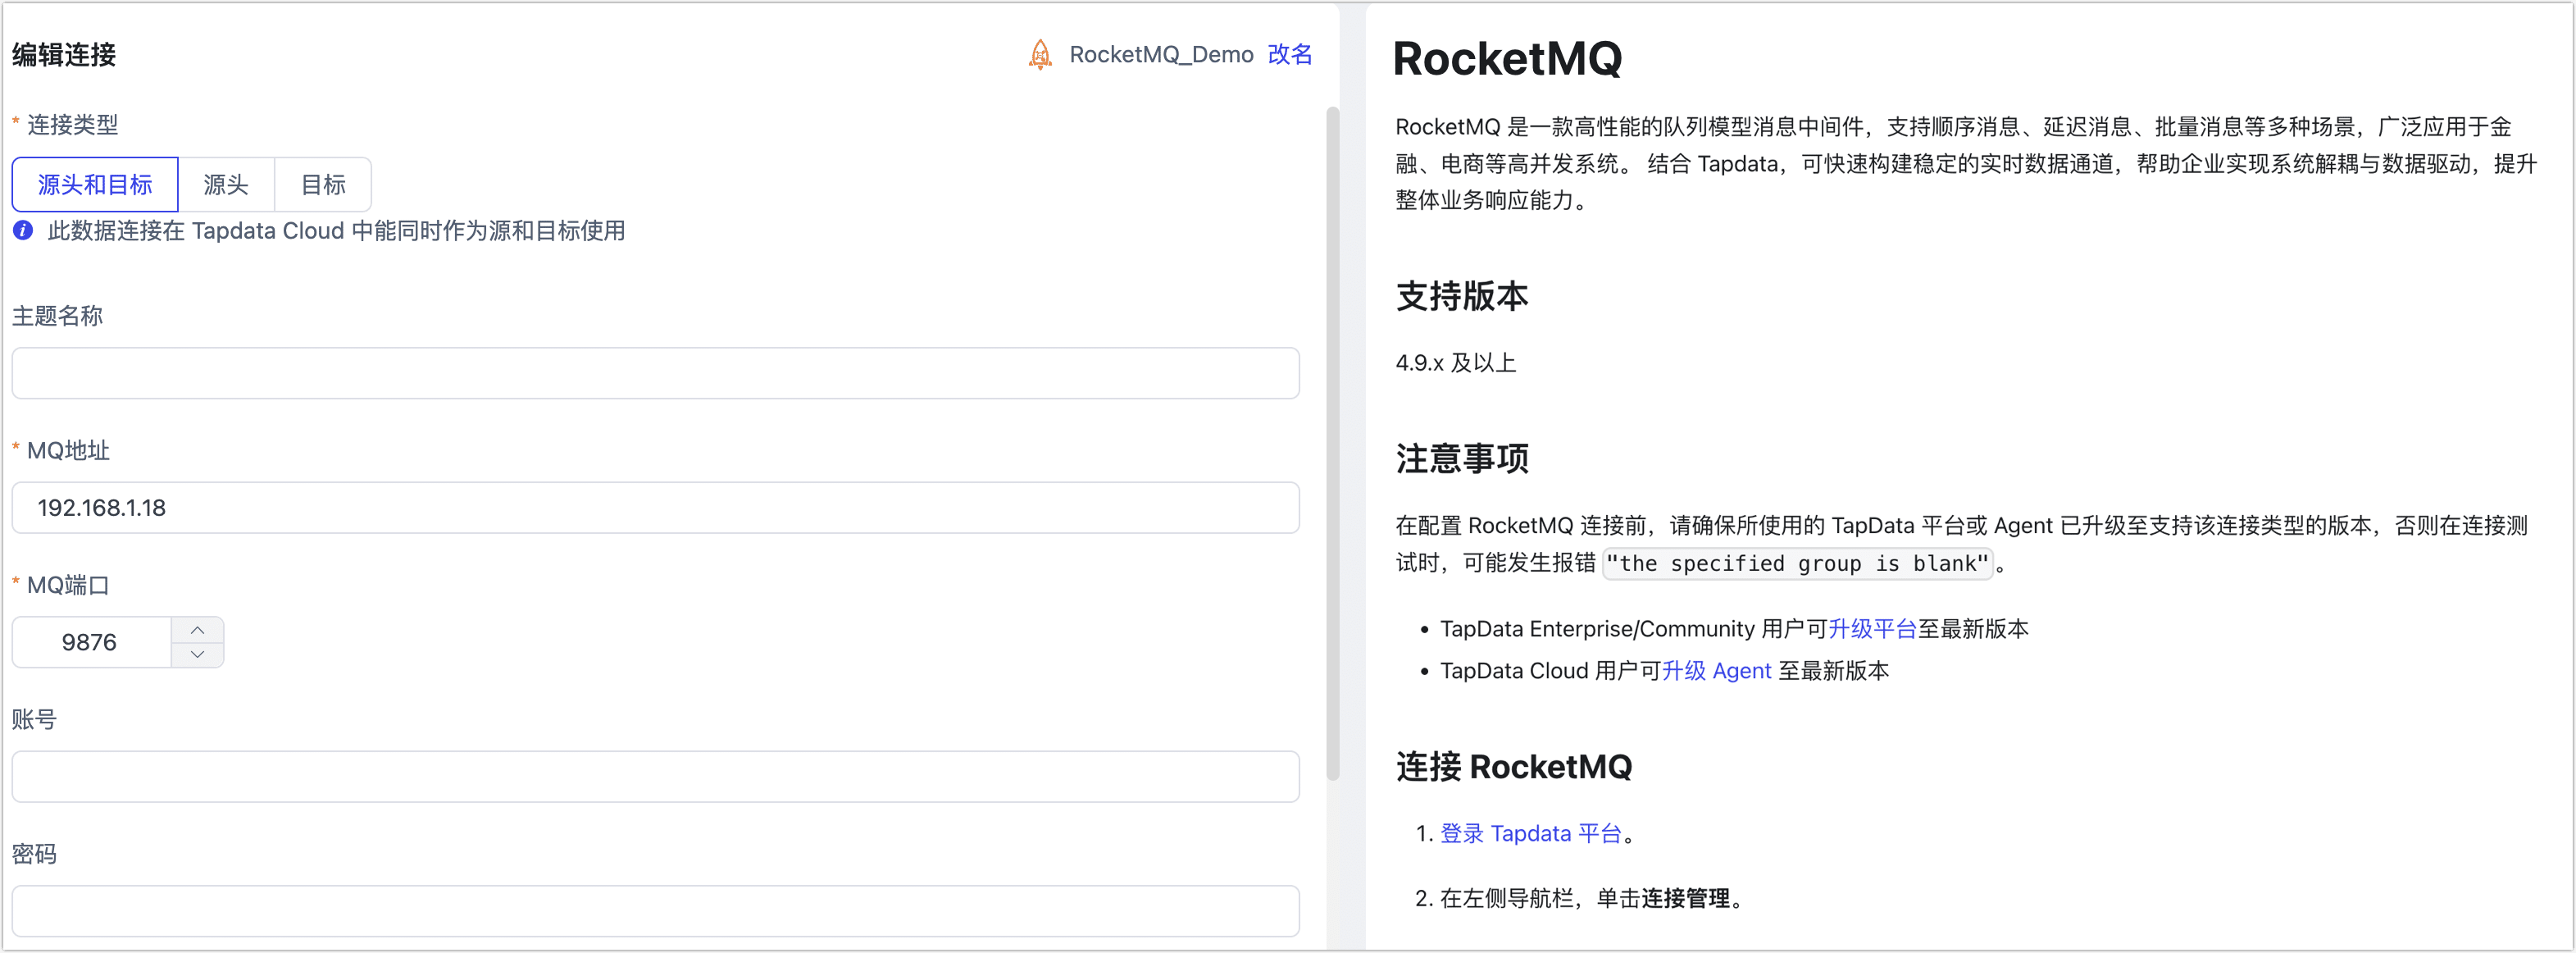 编辑连接
RocketMQ_Demo 改名
* 连接类型
源头和目标 源头 目标
此数据连接在 Tapdata Cloud 中能同时作为源和目标使用
主题名称
* MQ地址
192.168.1.18
* MQ端口
9876
账号
密码
RocketMQ
RocketMQ 是一款高性能的队列模型消息中间件，支持顺序消息、延迟消息、批量消息等多种场景，广泛应用于金
融、电商等高并发系统。 结合 Tapdata，可快速构建稳定的实时数据通道，帮助企业实现系统解耦与数据驱动，提升
整体业务响应能力。
支持版本
4.9.x 及以上
注意事项
在配置 RocketMQ 连接前，请确保所使用的 TapData 平台或 Agent 已升级至支持该连接类型的版本，否则在连接测
试时，可能发生报错 "the specified group is blank"。
• TapData Enterprise/Community 用户可升级平台至最新版本
• TapData Cloud 用户可升级 Agent 至最新版本
连接 RocketMQ
1. 登录 Tapdata 平台。
2. 在左侧导航栏，单击连接管理。